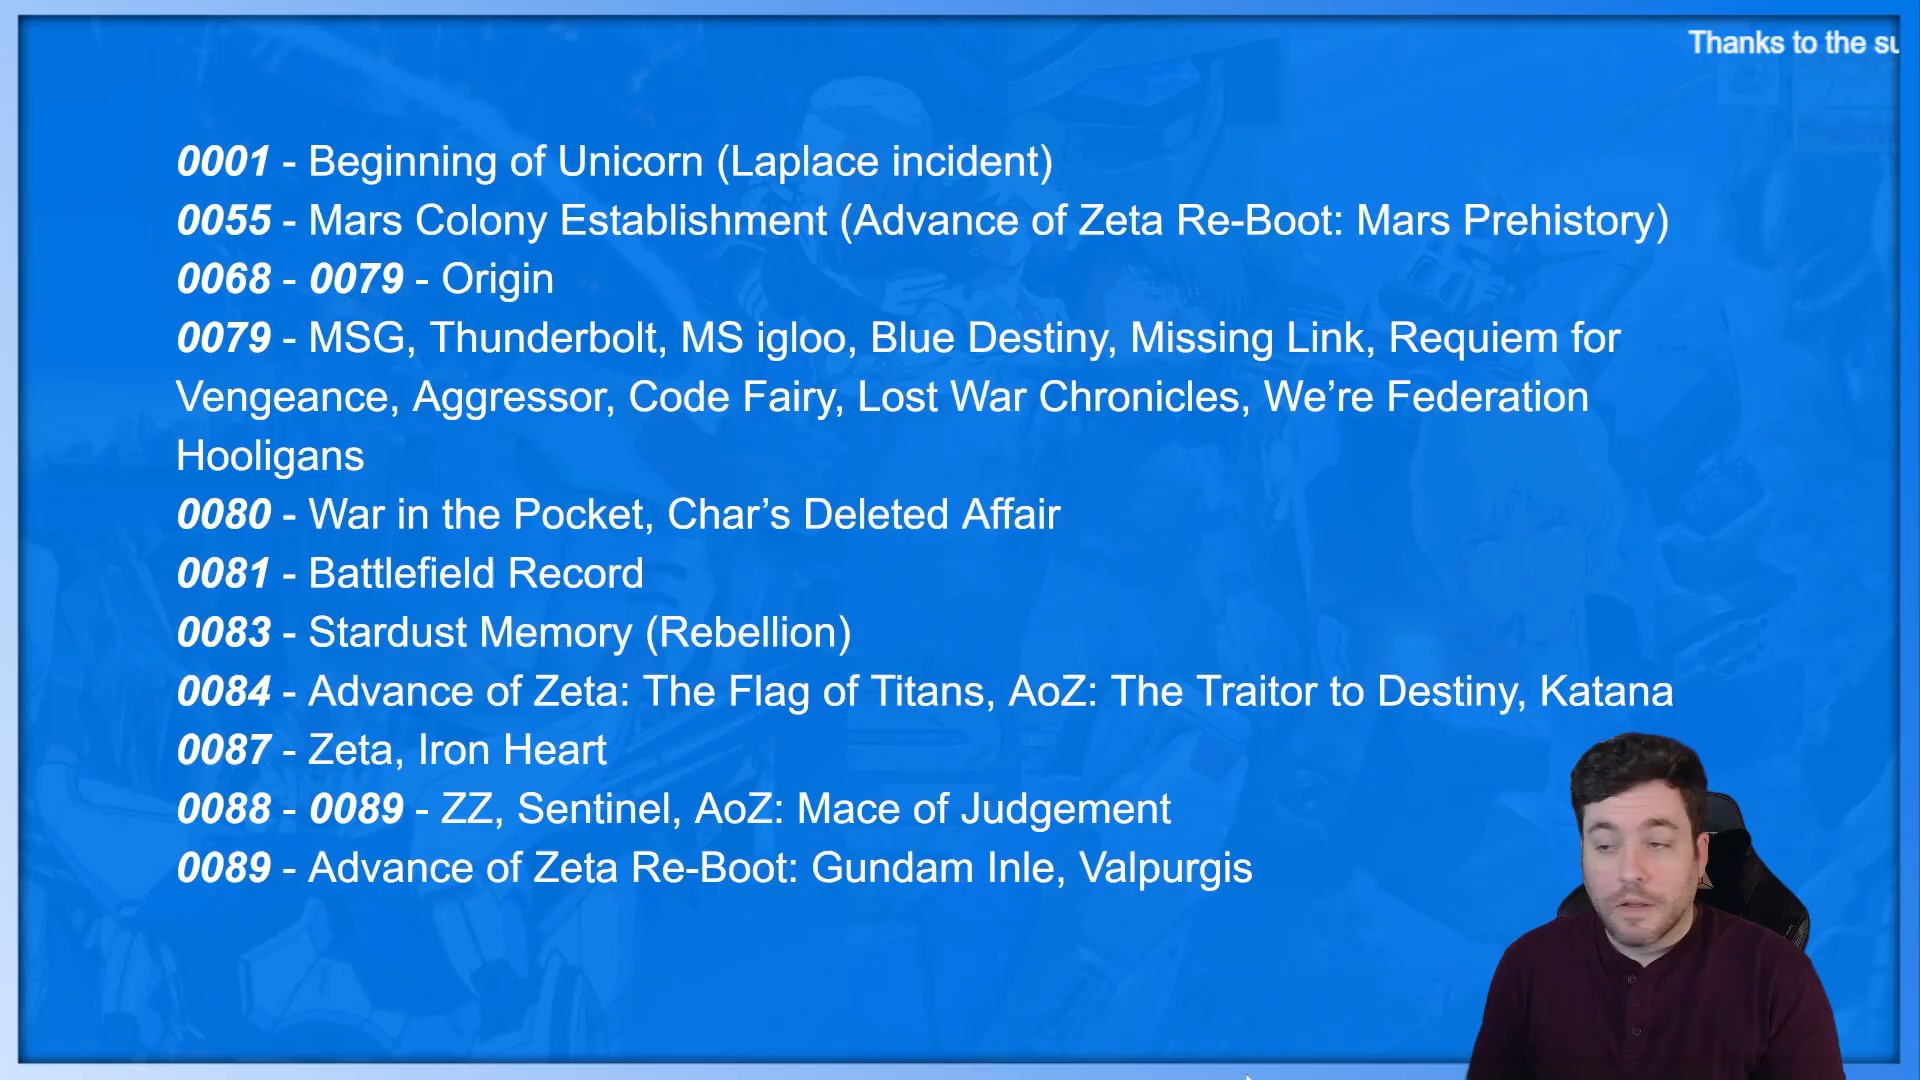 Thanks to the su
0001 - Beginning of Unicorn (Laplace incident)
0055 - Mars Colony Establishment (Advance of Zeta Re-Boot: Mars Prehistory)
0068 - 0079 - Origin
0079 - MSG, Thunderbolt, MS igloo, Blue Destiny, Missing Link, Requiem for
Vengeance, Aggressor, Code Fairy, Lost War Chronicles, We’re Federation
Hooligans
0080 - War in the Pocket, Char’s Deleted Affair
0081 - Battlefield Record
0083 - Stardust Memory (Rebellion)
0084 - Advance of Zeta: The Flag of Titans, AoZ: The Traitor to Destiny, Katana
0087 - Zeta, Iron Heart
0088 - 0089 - ZZ, Sentinel, AoZ: Mace of Judgement
0089 - Advance of Zeta Re-Boot: Gundam Inle, Valpurgis